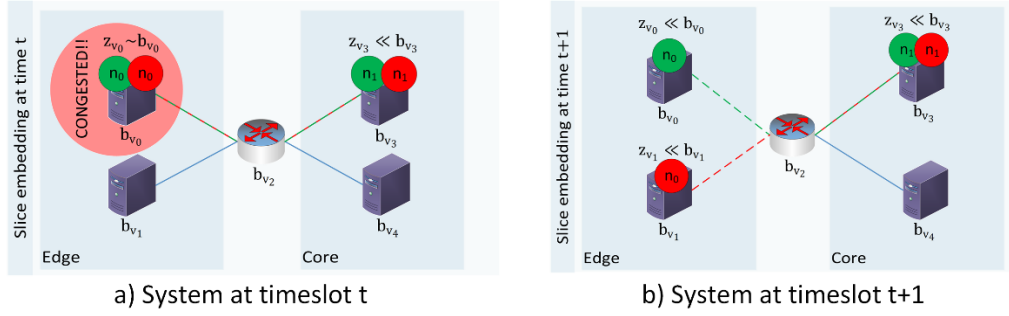 Slice embedding at time t
CONGESTED!!
z_{v_0} ~ b_{v_0}
n_0 n_0
b_{v_0}
b_{v_1}
Edge
b_{v_2}
z_{v_3} ≪ b_{v_3}
n_1 n_1
b_{v_3}
b_{v_4}
Core
a) System at timeslot t
Slice embedding at time t+1
z_{v_0} ≪ b_{v_0}
n_0
b_{v_0}
z_{v_1} ≪ b_{v_1}
n_0
b_{v_1}
Edge
b_{v_2}
z_{v_3} ≪ b_{v_3}
n_1 n_1
b_{v_3}
b_{v_4}
Core
b) System at timeslot t+1